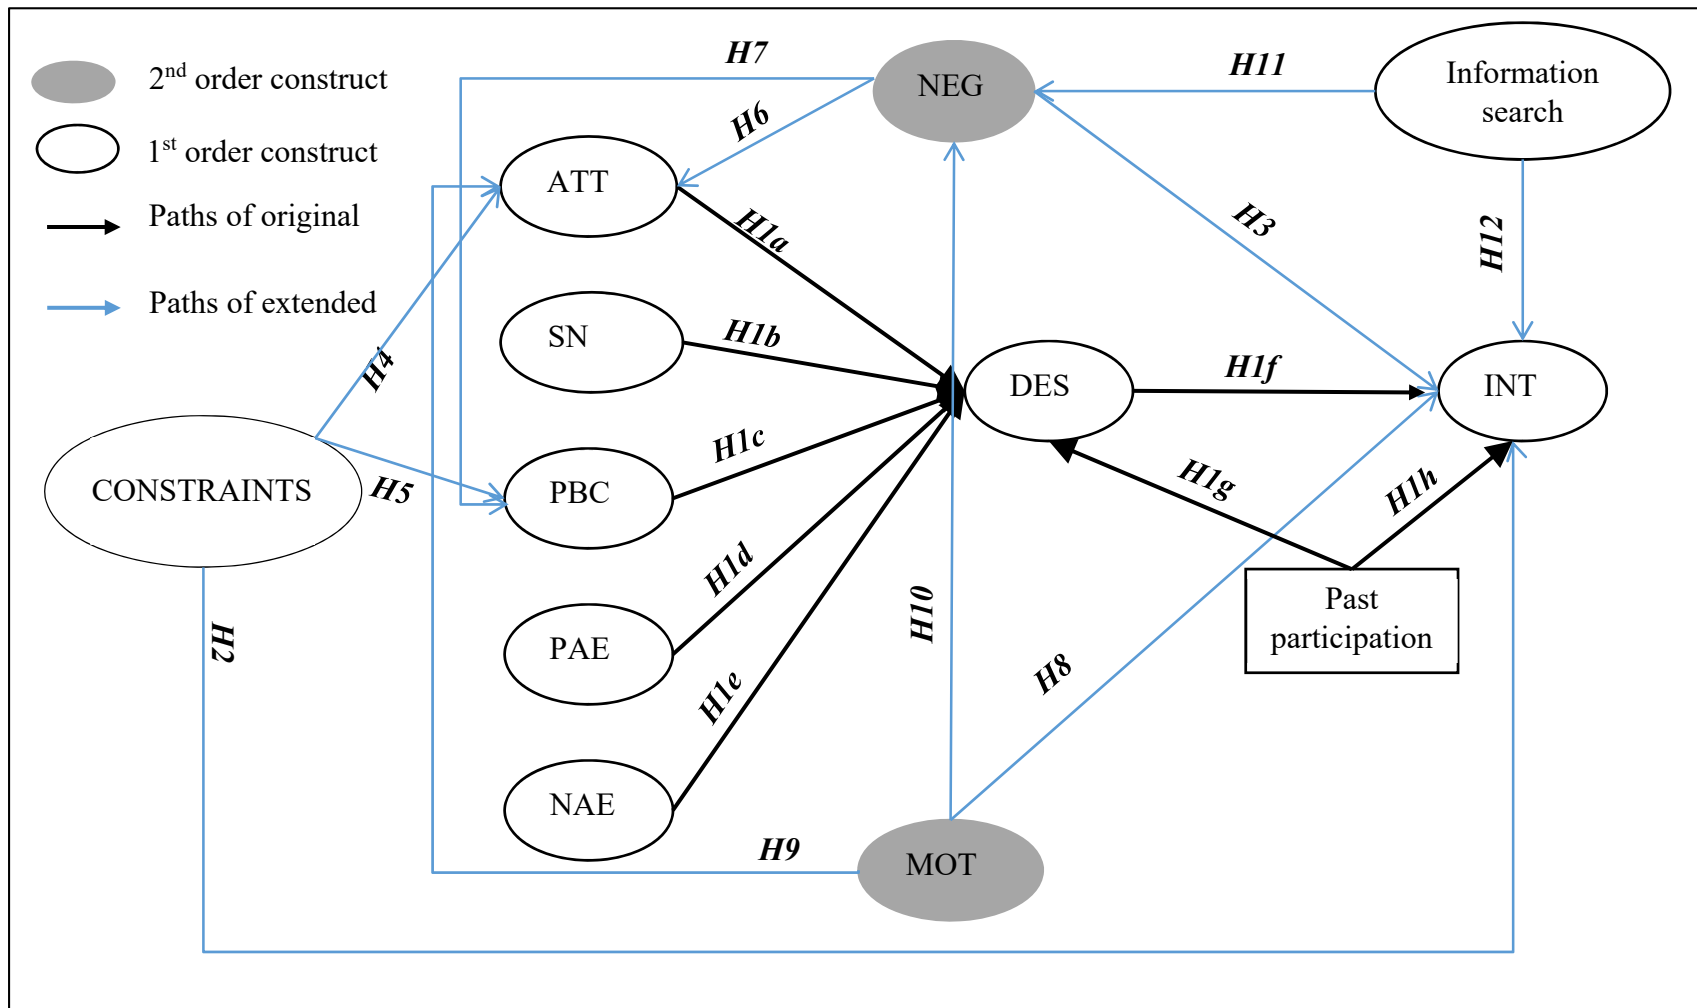 2nd order construct
1st order construct
Paths of original
Paths of extended
H7
NEG
H11
Information
search
H6
ATT
H1a
H3
H12
SN
H1b
DES
H1f
INT
H4
CONSTRAINTS
H5
PBC
H1c
H1g
H1h
H1d
Past
participation
H2
PAE
H10
H8
H1e
NAE
H9
MOT